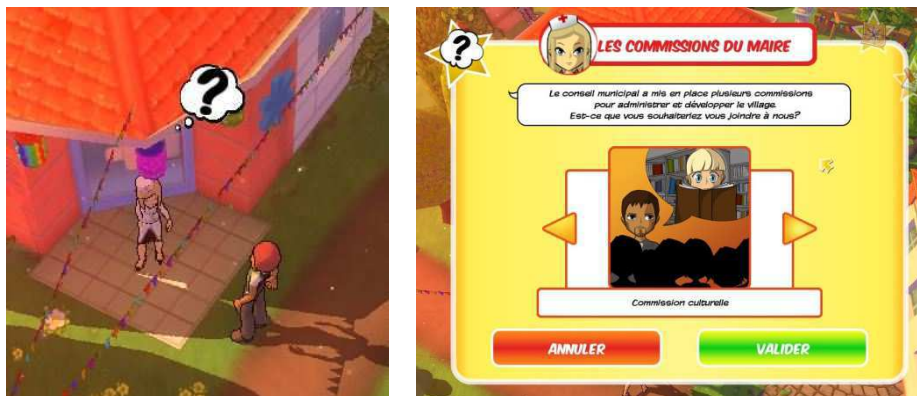 ?
?
LES COMMISSIONS DU MAIRE
Le conseil municipal a mis en place plusieurs commissions
pour administrer et développer le village.
Est-ce que vous souhaiteriez vous joindre à nous?
Commission culturelle
ANNULER
VALIDER